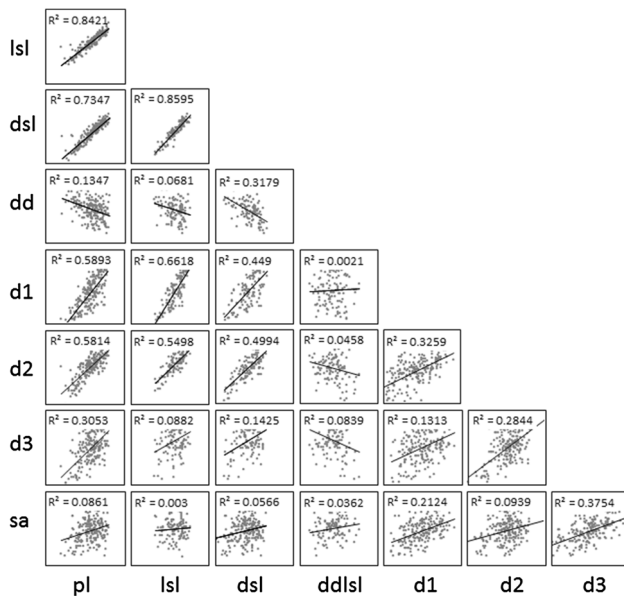 R² = 0.8421
lsl
R² = 0.7347 R² = 0.8595
dsl
R² = 0.1347 R² = 0.0681 R² = 0.3179
dd
R² = 0.5893 R² = 0.6618 R² = 0.449 R² = 0.0021
d1
R² = 0.5814 R² = 0.5498 R² = 0.4994 R² = 0.0458 R² = 0.3259
d2
R² = 0.3053 R² = 0.0882 R² = 0.1425 R² = 0.0839 R² = 0.1313 R² = 0.2844
d3
R² = 0.0861 R² = 0.003 R² = 0.0566 R² = 0.0362 R² = 0.2124 R² = 0.0939 R² = 0.3754
sa
pl lsl dsl ddlsl d1 d2 d3